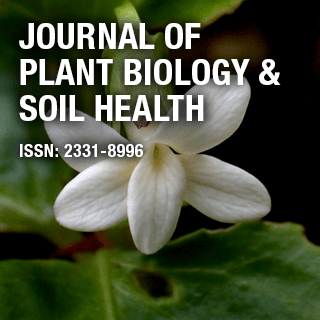 JOURNAL OF
PLANT BIOLOGY &
SOIL HEALTH
ISSN: 2331-8996